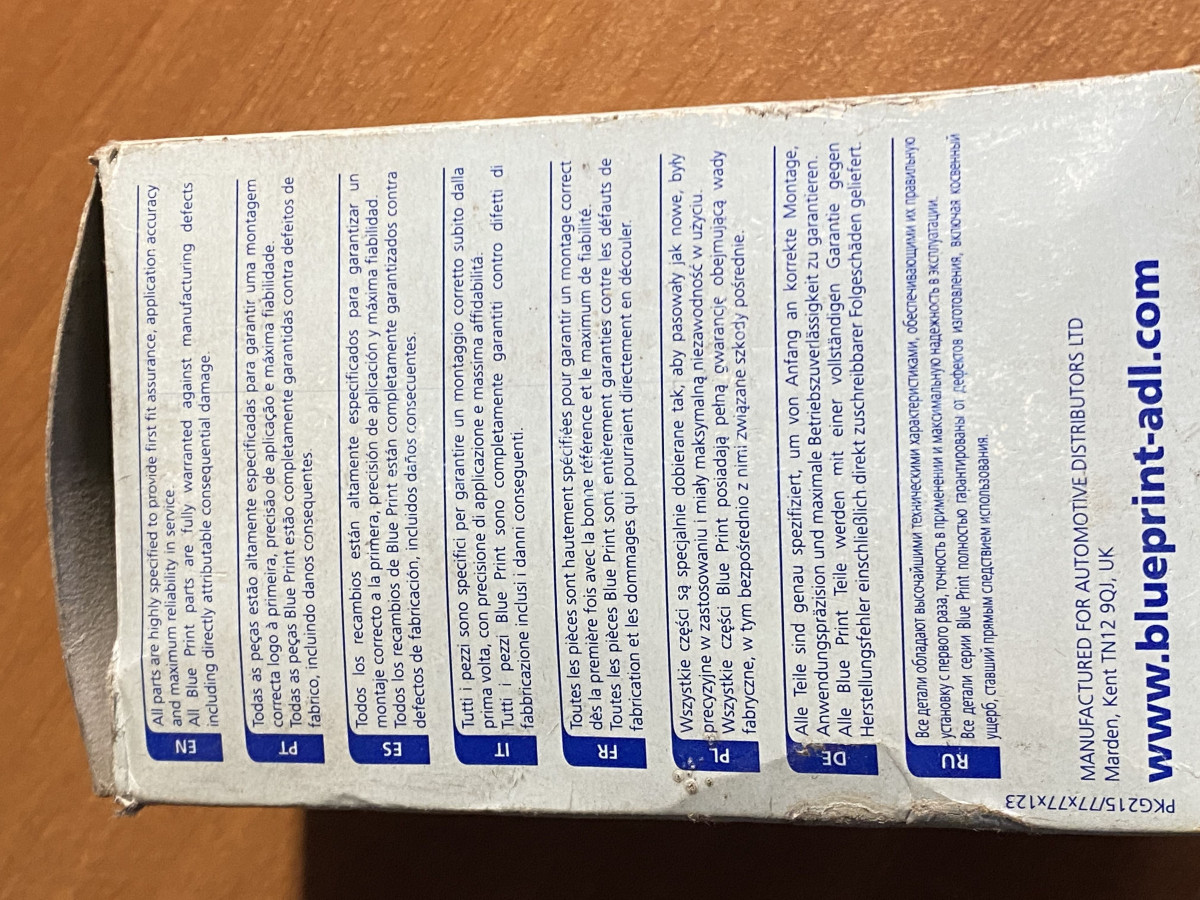 EN
All parts are highly specified to provide first fit assurance, application accuracy
and maximum reliability in service.
All Blue Print parts are fully warranted against manufacturing defects
including directly attributable consequential damage
PT
Todas as peças estão altamente especificadas para garantir uma montagem
correcta logo à primeira, precisão de aplicação e máxima fiabilidade.
Todas as peças Blue Print estão completamente garantidas contra defeitos de
fabrico, incluindo danos consequentes.
ES
Todos los recambios están altamente especificados para garantizar un
montaje correcto a la primera, precisión de aplicación y máxima fiabilidad.
Todos los recambios de Blue Print están completamente garantizados contra
defectos de fabricación, incluidos daños consecuentes.
IT
Tutti i pezzi sono specifici per garantire un montaggio corretto subito dalla
prima volta, con precisione di applicazione e massima affidabilità.
Tutti i pezzi Blue Print sono completamente garantiti contro difetti di
fabbricazione inclusi i danni conseguenti.
FR
Toutes les pièces sont hautement spécifiées pour garantir un montage correct
dès la première fois avec la bonne référence et le maximum de fiabilité.
Toutes les pièces Blue Print sont entièrement garanties contre les défauts de
fabrication et les dommages qui pourraient directement en découler.
PL
Wszystkie części są specjalnie dobierane tak, aby pasowały jak nowe, były
precyzyjne w zastosowaniu i miały maksymalną niezawodność w użyciu.
Wszystkie części Blue Print posiadają pełną gwarancję obejmującą wady
fabryczne, w tym bezpośrednio z nimi związane szkody pośrednie.
DE
Alle Teile sind genau spezifiziert, um von Anfang an korrekte Montage,
Anwendungspräzision und maximale Betriebszuverlässigkeit zu garantieren.
Alle Blue Print Teile werden mit einer vollständigen Garantie gegen
Herstellungsfehler einschließlich direkt zuschreibbarer Folgeschäden geliefert.
RU
Все детали обладают высочайшими техническими характеристиками, обеспечивающими их правильную
установку с первого раза, точность в применении и максимальную надежность в эксплуатации.
Все детали серии Blue Print полностью гарантированы от дефектов изготовления, включая косвенный
ущерб, ставший прямым следствием использования.
MANUFACTURED FOR AUTOMOTIVE DISTRIBUTORS LTD
Marden, Kent TN12 9QJ, UK
www.blueprint-adl.com
PKG215/77x77x123